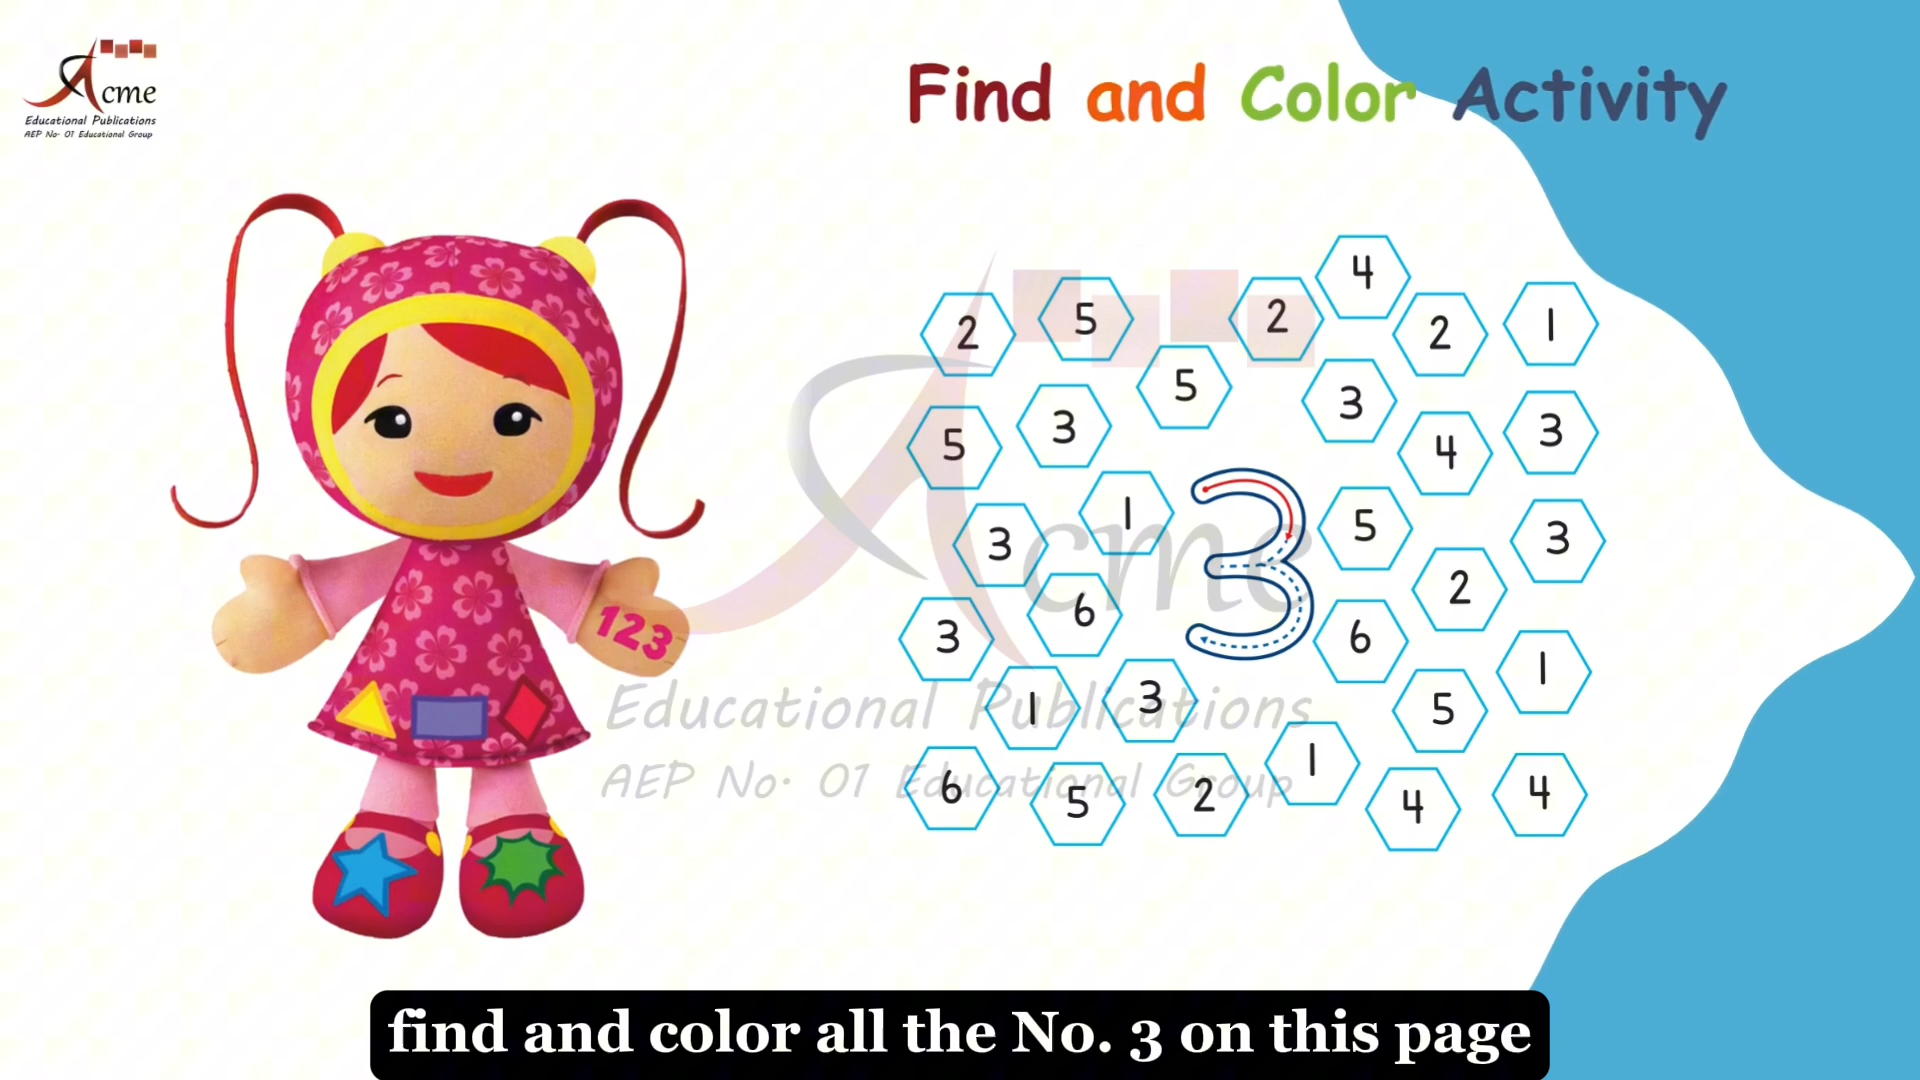 Acme
Educational Publications
AEP No. 01 Educational Group
Find and Color Activity
4
2 5 2 2 1
5 3
5 3 4 3
3 1 5 3
3 6 3 6 2
1 3 5 1
6 5 2 1 4 4
123
Acme
Educational Publications
AEP No. 01 Educational Group
find and color all the No. 3 on this page